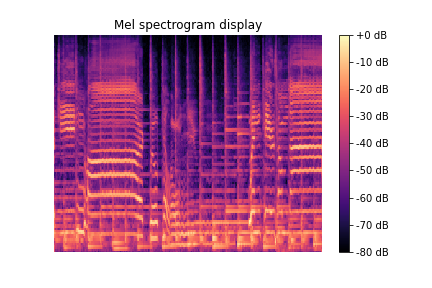 Mel spectrogram display
+0 dB
-10 dB
-20 dB
-30 dB
-40 dB
-50 dB
-60 dB
-70 dB
-80 dB